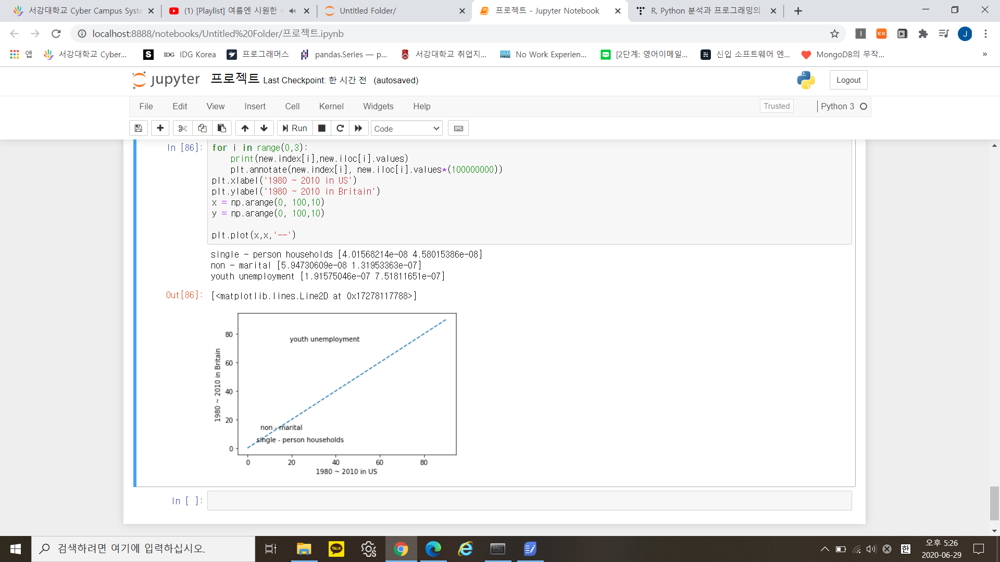 서강대학교 Cyber Campus Syste
(1) [Playlist] 여름엔 시원한
Untitled Folder/
프로젝트 - Jupyter Notebook
R, Python 분석과 프로그래밍의
localhost:8888/notebooks/Untitled%20Folder/프로젝트.ipynb
EX
J
앱
서강대학교 Cyber...
S
IDG IDG Korea
프로그래머스
pandas.Series — p...
서강대학교 취업지...
No Work Experien...
[2단계: 영어이메일...
신입 소프트웨어 엔...
MongoDB의 무작...
»
jupyter 프로젝트 Last Checkpoint: 한 시간 전 (autosaved)
Logout
File Edit View Insert Cell Kernel Widgets Help
Trusted
Python 3
Run
Code
In [86]:
for i in range(0,3):
    print(new.index[i],new.iloc[i].values)
    plt.annotate(new.index[i], new.iloc[i].values*(100000000))
plt.xlabel('1980 ~ 2010 in US')
plt.ylabel('1980 ~ 2010 in Britain')
x = np.arange(0, 100,10)
y = np.arange(0, 100,10)
plt.plot(x,x,'--')
single - person households [4.01568214e-08 4.58015386e-08]
non - marital [5.94730609e-08 1.31953363e-07]
youth unemployment [1.91575046e-07 7.51811651e-07]
Out[86]: [<matplotlib.lines.Line2D at 0x17278117788>]
1980 ~ 2010 in Britain
80
60
40
20
0
youth unemployment
non - marital
single - person households
0 20 40 60 80
1980 ~ 2010 in US
In [ ]:
검색하려면 여기에 입력하십시오.
TALK
한
오후 5:26
2020-06-29